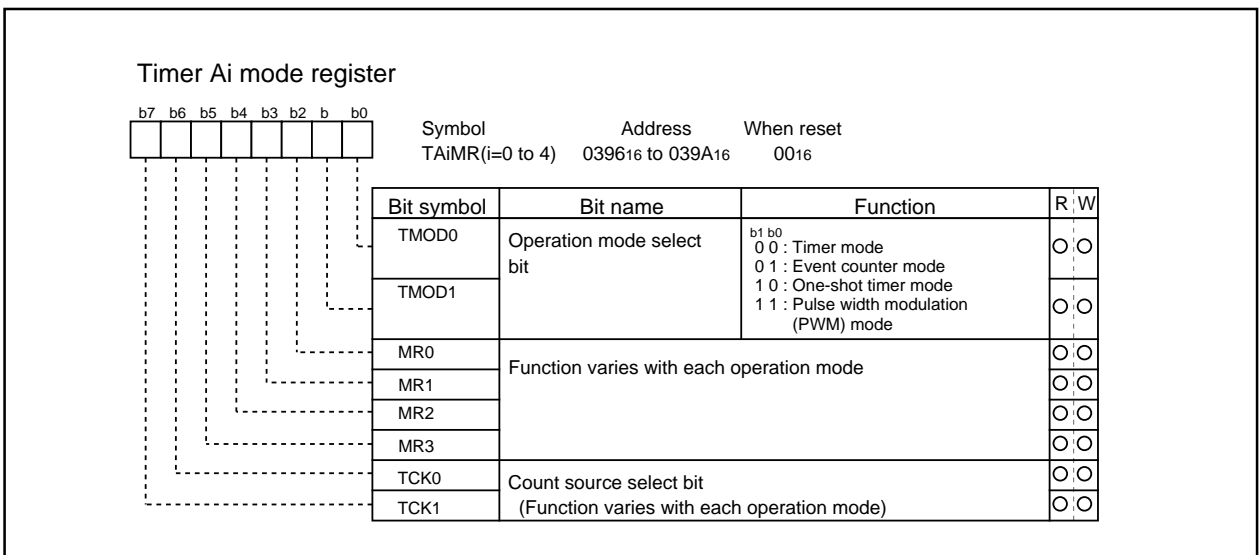 Timer Ai mode register
b7 b6 b5 b4 b3 b2 b b0
Symbol Address When reset
TAiMR(i=0 to 4) 039616 to 039A16 0016
Bit symbol Bit name Function R W
TMOD0 Operation mode select bit
b1 b0
0 0 : Timer mode
0 1 : Event counter mode
1 0 : One-shot timer mode
1 1 : Pulse width modulation
(PWM) mode
TMOD1
MR0
Function varies with each operation mode
MR1
MR2
MR3
TCK0
Count source select bit
(Function varies with each operation mode)
TCK1